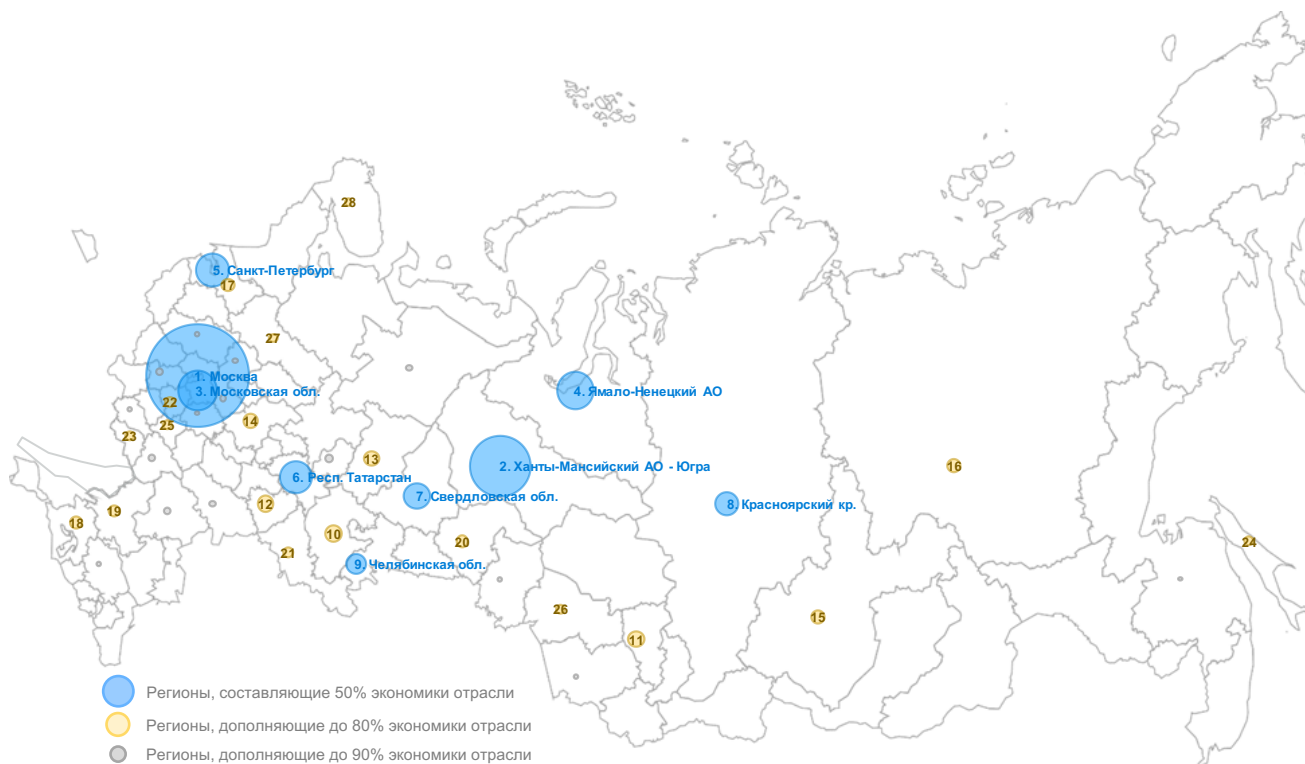 28
5. Санкт-Петербург
17
27
1. Москва
3. Московская обл.
4. Ямало-Ненецкий АО
22
14
25
23
13
2. Ханты-Мансийский АО - Югра
16
6. Респ. Татарстан
7. Свердловская обл.
12
8. Красноярский кр.
19
18
10
20
24
21
9. Челябинская обл.
26
15
11
Регионы, составляющие 50% экономики отрасли
Регионы, дополняющие до 80% экономики отрасли
Регионы, дополняющие до 90% экономики отрасли